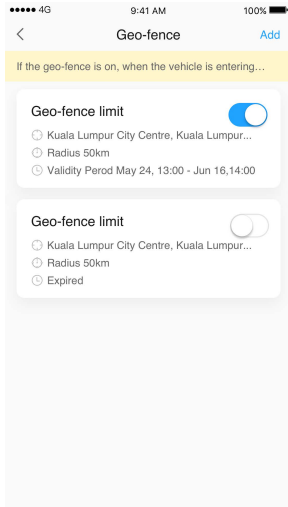 4G 9:41 AM 100%
Geo-fence Add
If the geo-fence is on, when the vehicle is entering…
Geo-fence limit
Kuala Lumpur City Centre, Kuala Lumpur...
Radius 50km
Validity Perod May 24, 13:00 - Jun 16,14:00
Geo-fence limit
Kuala Lumpur City Centre, Kuala Lumpur...
Radius 50km
Expired